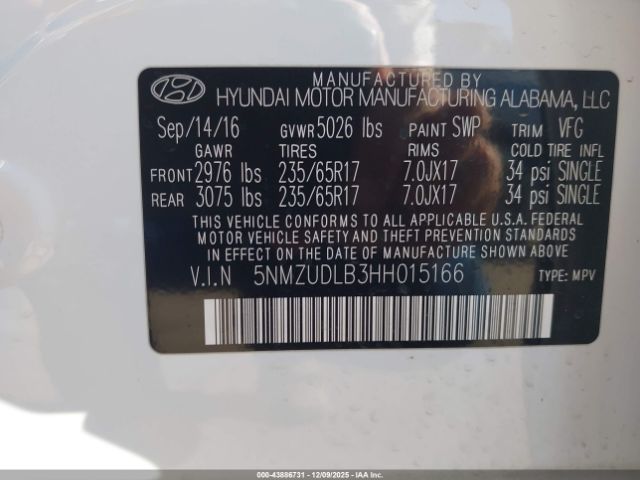 MANUFACTURED BY
HYUNDAI MOTOR MANUFACTURING ALABAMA, LLC
Sep/14/16 GVWR 5026 lbs PAINT SWP TRIM VFG
GAWR TIRES RIMS COLD TIRE INFL
FRONT 2976 lbs 235/65R17 7.0JX17 34 psi SINGLE
REAR 3075 lbs 235/65R17 7.0JX17 34 psi SINGLE
THIS VEHICLE CONFORMS TO ALL APPLICABLE U.S.A. FEDERAL
MOTOR VEHICLE SAFETY AND THEFT PREVENTION STANDARDS
IN EFFECT ON THE DATE OF MANUFACTURE SHOWN ABOVE.
V.I.N 5NMZUDLB3HH015166 TYPE: MPV
000-43886731 - 12/09/2025 - COPART.COM